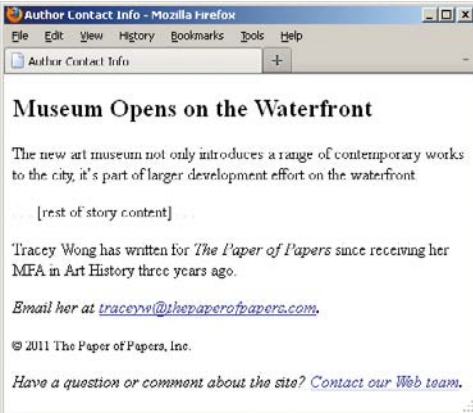 Author Contact Info - Mozilla Firefox
File Edit View History Bookmarks Tools Help
Author Contact Info
Museum Opens on the Waterfront
The new art museum not only introduces a range of contemporary works
to the city, it's part of larger development effort on the waterfront.
... [rest of story content] ...
Tracey Wong has written for The Paper of Papers since receiving her
MFA in Art History three years ago.
Email her at traceyw@thepaperofpapers.com.
© 2011 The Paper of Papers, Inc.
Have a question or comment about the site? Contact our Web team.